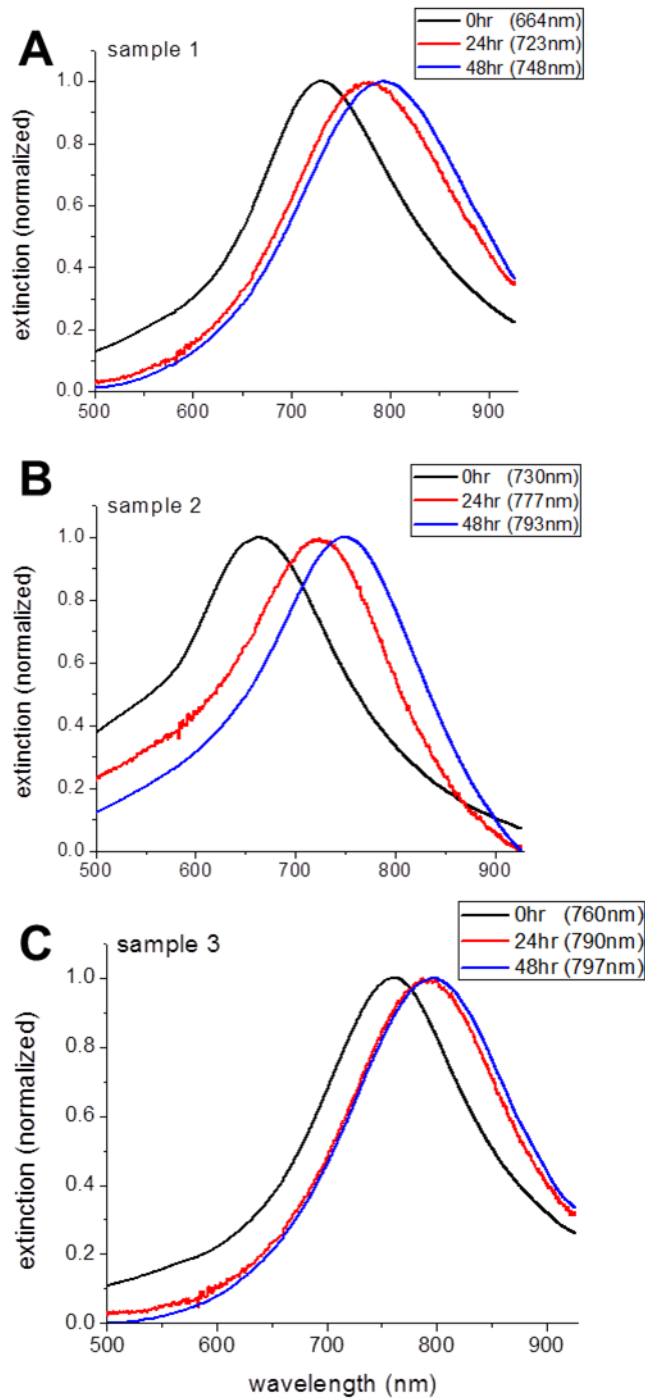 A
sample 1
0hr (664nm)
24hr (723nm)
48hr (748nm)
extinction (normalized)
1.0
0.8
0.6
0.4
0.2
0.0
500 600 700 800 900
B
sample 2
0hr (730nm)
24hr (777nm)
48hr (793nm)
extinction (normalized)
1.0
0.8
0.6
0.4
0.2
0.0
500 600 700 800 900
C
sample 3
0hr (760nm)
24hr (790nm)
48hr (797nm)
extinction (normalized)
1.0
0.8
0.6
0.4
0.2
0.0
500 600 700 800 900
wavelength (nm)